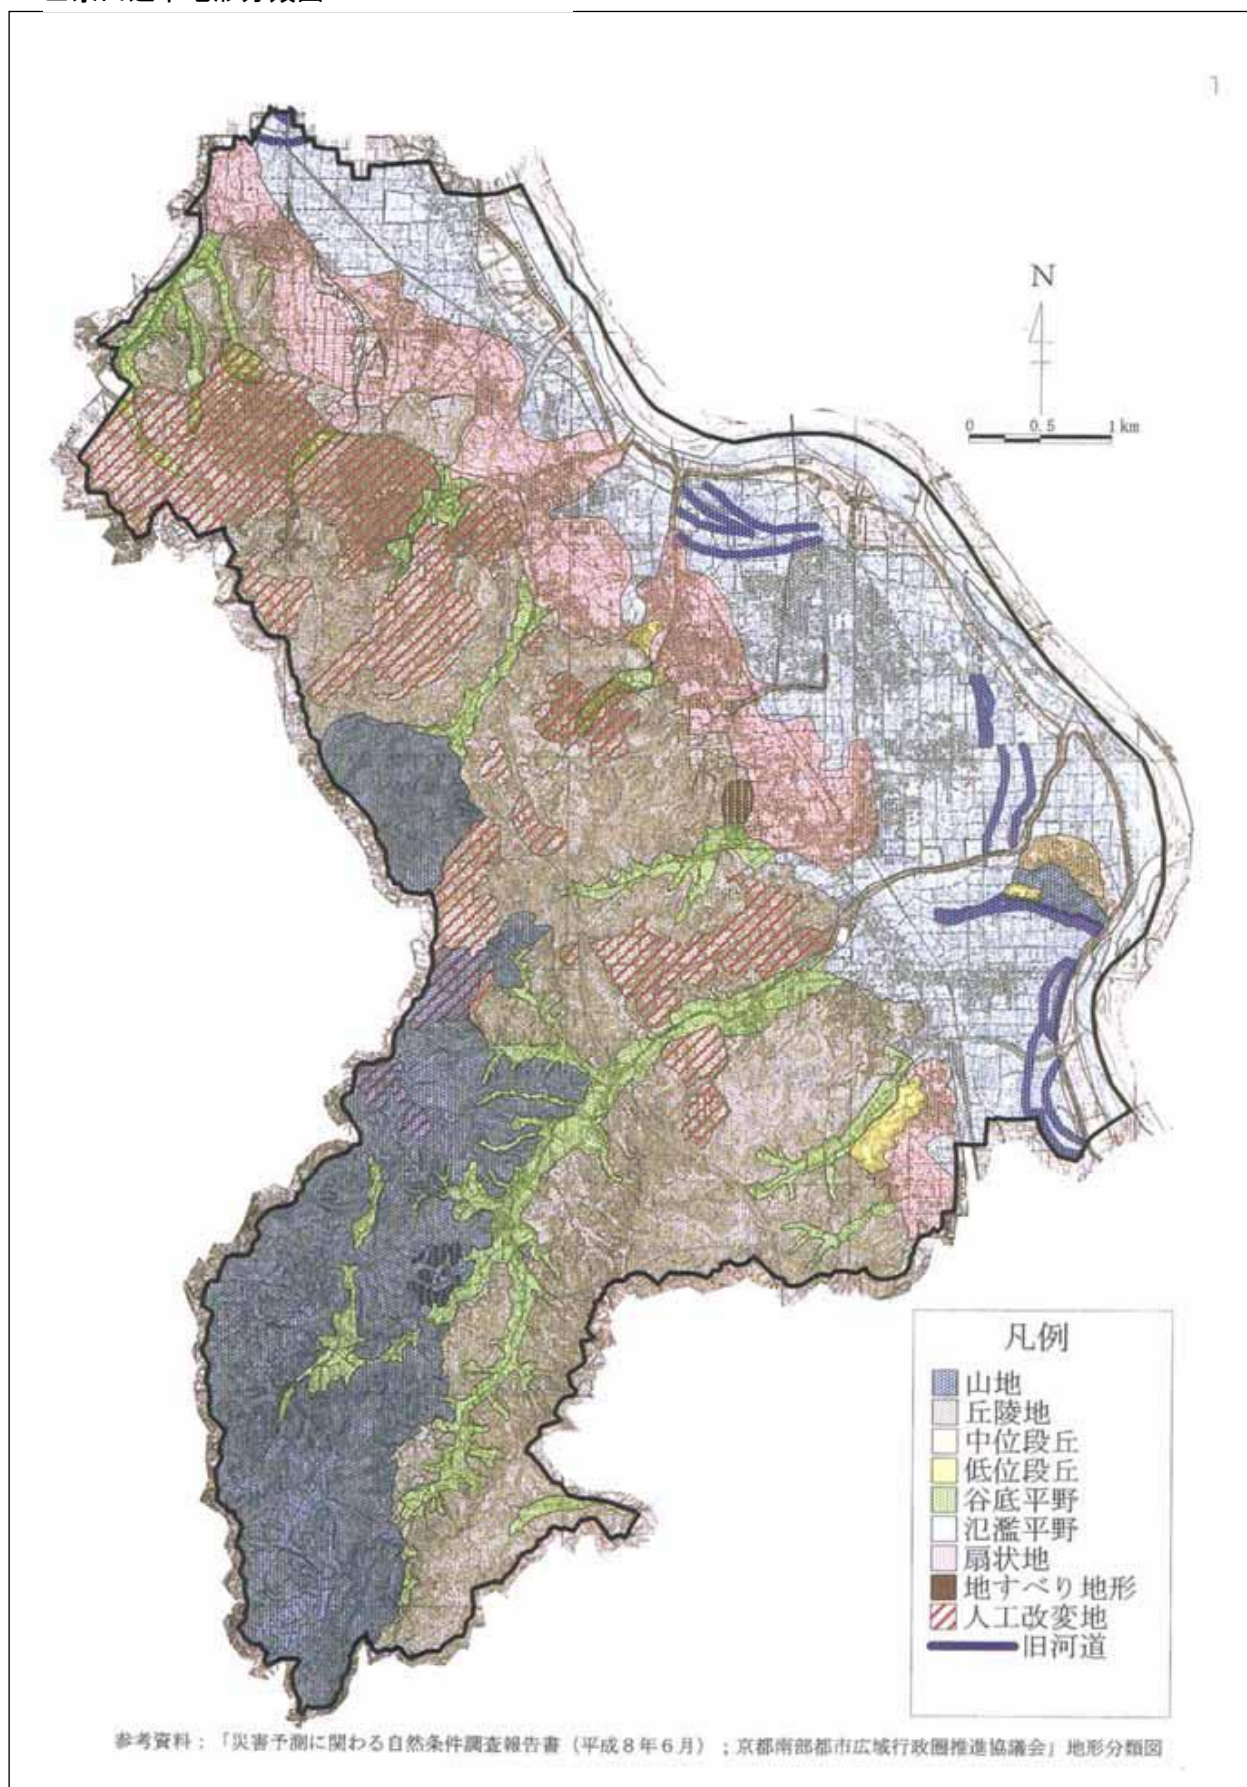 1
N
0 0.5 1km
凡例
山地
丘陵地
中位段丘
低位段丘
谷底平野
氾濫平野
扇状地
地すべり地形
人工改変地
旧河道
参考資料：「災害予測に関わる自然条件調査報告書（平成8年6月）；京都南部都市広域行政圏推進協議会」地形分類図